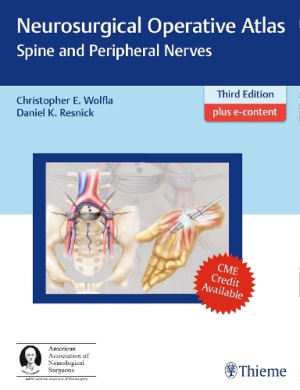 Neurosurgical Operative Atlas
Spine and Peripheral Nerves
Christopher E. Wolfla
Daniel K. Resnick
Third Edition
plus e-content
CME
Credit
Available
American
Association of
Neurological
Surgeons
Thieme